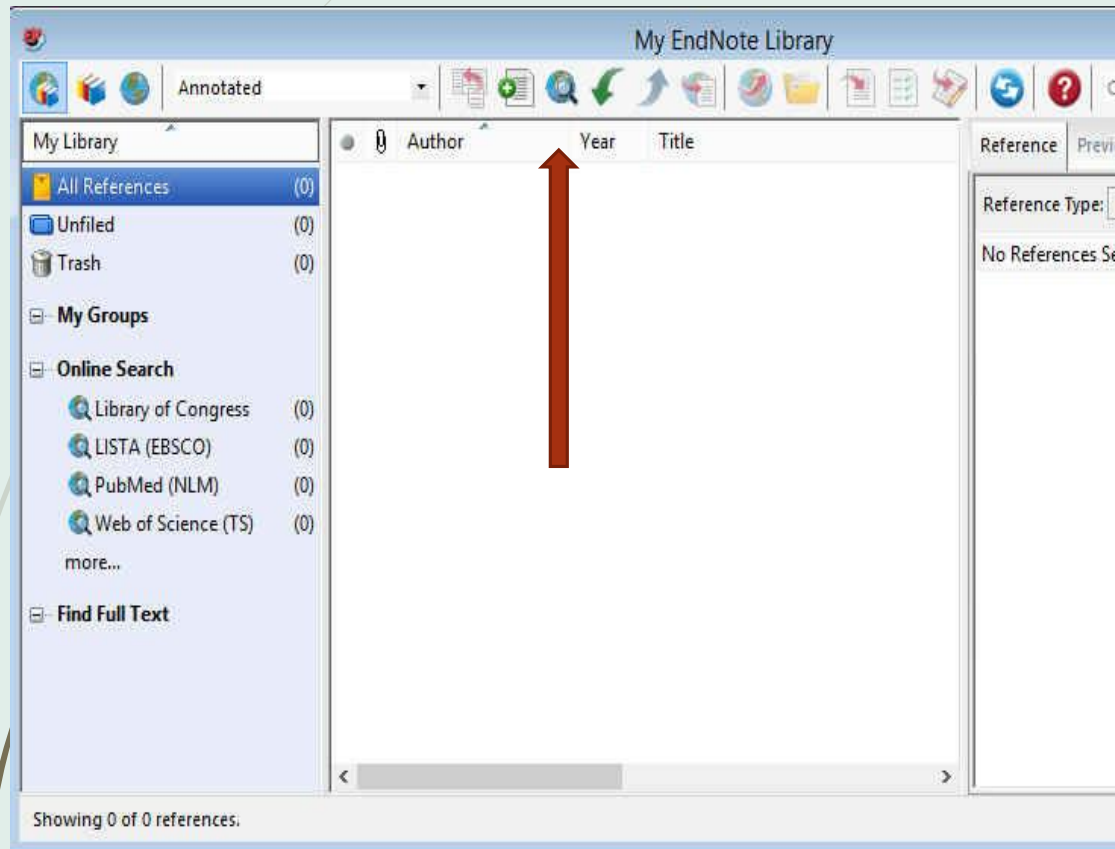 My EndNote Library
Annotated
My Library
Author Year Title
Reference
All References (0)
Unfiled (0)
Trash (0)
Reference Type:
No References
My Groups
Online Search
Library of Congress (0)
LISTA (EBSCO) (0)
PubMed (NLM) (0)
Web of Science (TS) (0)
more...
Find Full Text
Showing 0 of 0 references.